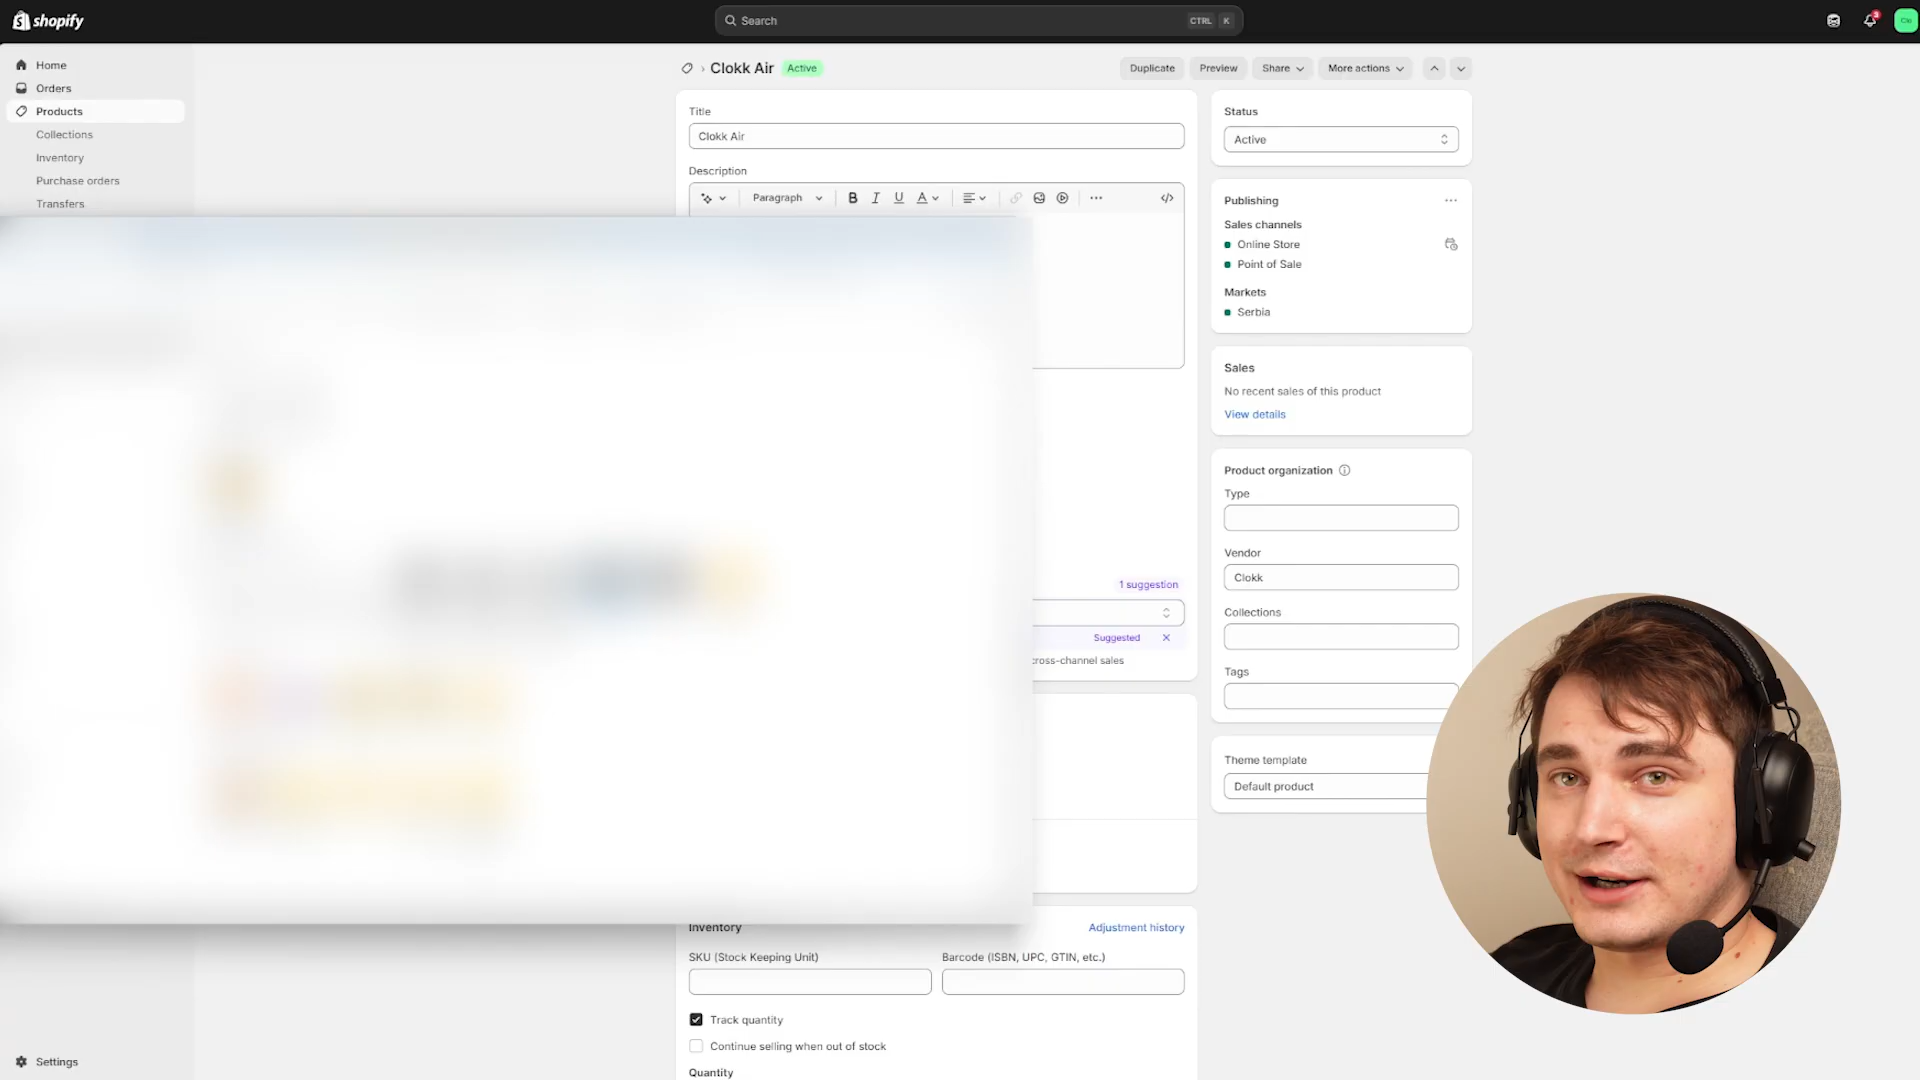 shopify
Search
CTRL K
Home
Orders
Products
Collections
Inventory
Purchase orders
Transfers
Settings
Clokk Air
Active
Duplicate
Preview
Share
More actions
Title
Clokk Air
Description
Paragraph
B I U A
1 suggestion
Suggested
cross-channel sales
Inventory
Adjustment history
SKU (Stock Keeping Unit)
Barcode (ISBN, UPC, GTIN, etc.)
Track quantity
Continue selling when out of stock
Quantity
Status
Active
Publishing
Sales channels
Online Store
Point of Sale
Markets
Serbia
Sales
No recent sales of this product
View details
Product organization
Type
Vendor
Clokk
Collections
Tags
Theme template
Default product